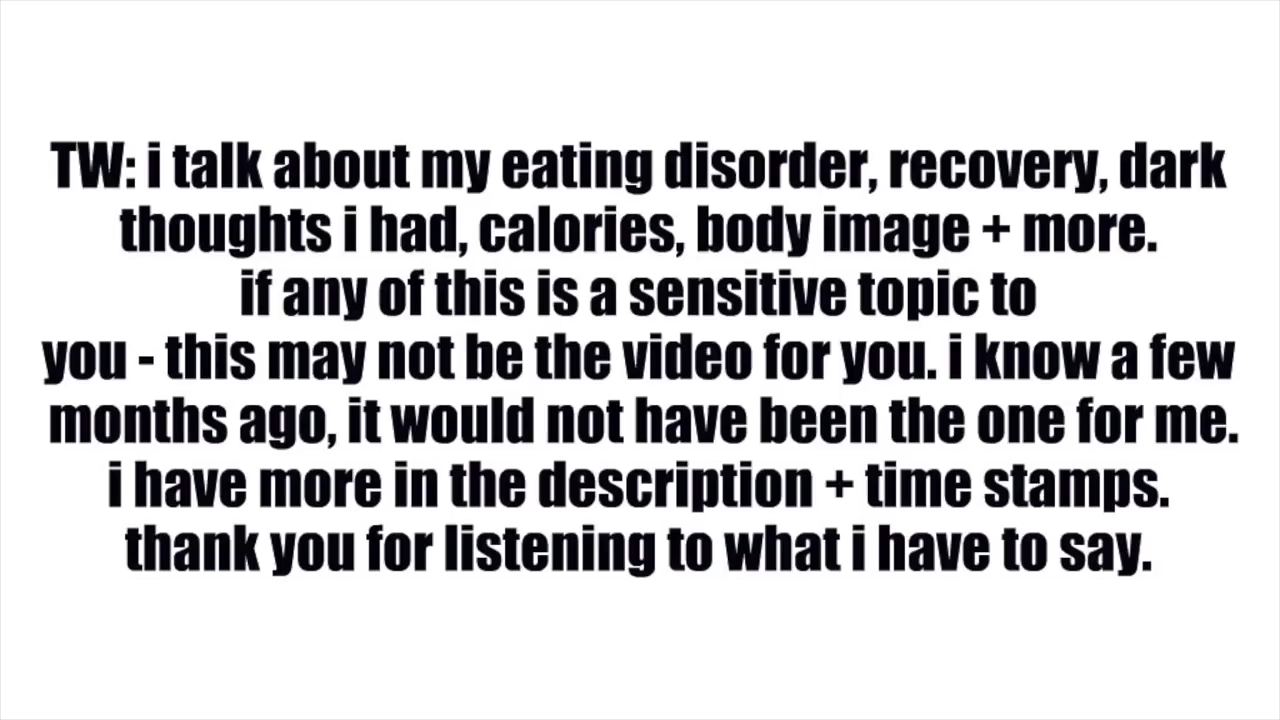 TW: i talk about my eating disorder, recovery, dark
thoughts i had, calories, body image + more.
if any of this is a sensitive topic to
you - this may not be the video for you. i know a few
months ago, it would not have been the one for me.
i have more in the description + time stamps.
thank you for listening to what i have to say.